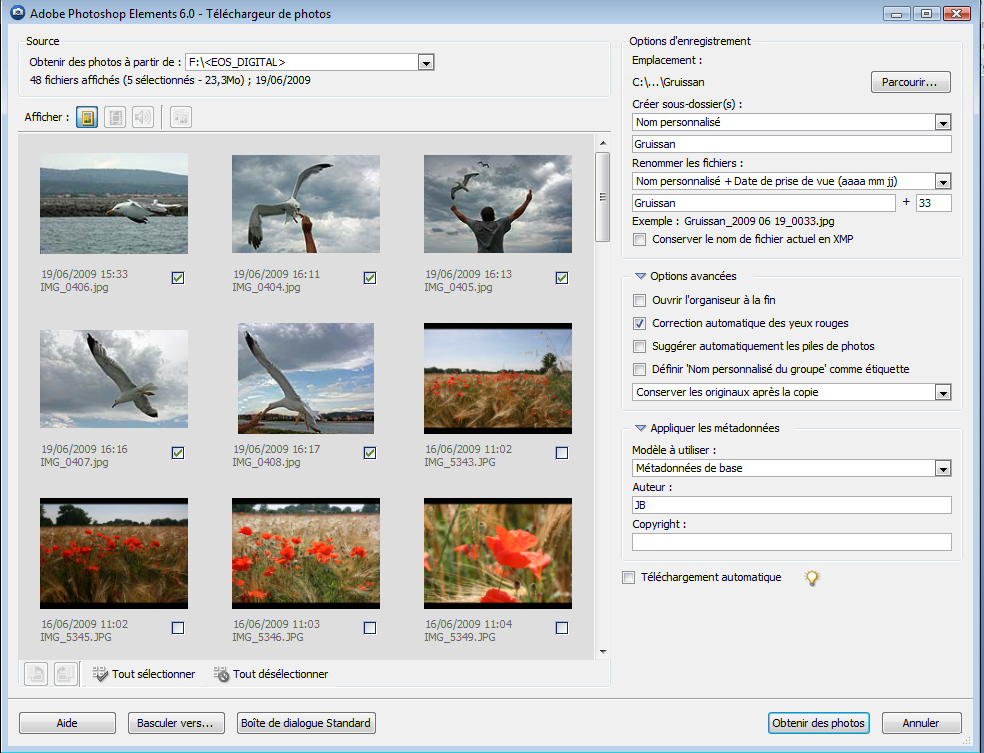 Adobe Photoshop Elements 6.0 - Téléchargeur de photos
Source
Obtenir des photos à partir de : F:\<EOS_DIGITAL>
48 fichiers affichés (5 sélectionnés - 23,3Mo) ; 19/06/2009
Afficher :
19/06/2009 15:33
IMG_0406.jpg
19/06/2009 16:11
IMG_0404.jpg
19/06/2009 16:13
IMG_0405.jpg
19/06/2009 16:16
IMG_0407.jpg
19/06/2009 16:17
IMG_0408.jpg
16/06/2009 11:02
IMG_5343.JPG
16/06/2009 11:02
IMG_5345.JPG
16/06/2009 11:03
IMG_5346.JPG
16/06/2009 11:04
IMG_5349.JPG
Tout sélectionner
Tout désélectionner
Options d'enregistrement
Emplacement :
C:\...\Gruissan
Parcourir...
Créer sous-dossier(s) :
Nom personnalisé
Gruissan
Renommer les fichiers :
Nom personnalisé + Date de prise de vue (aaaa mm jj)
Gruissan + 33
Exemple : Gruissan_2009 06 19_0033.jpg
Conserver le nom de fichier actuel en XMP
Options avancées
Ouvrir l'organiseur à la fin
Correction automatique des yeux rouges
Suggérer automatiquement les piles de photos
Définir 'Nom personnalisé du groupe' comme étiquette
Conserver les originaux après la copie
Appliquer les métadonnées
Modèle à utiliser :
Métadonnées de base
Auteur :
JB
Copyright :
Téléchargement automatique
Aide
Basculer vers...
Boîte de dialogue Standard
Obtenir des photos
Annuler